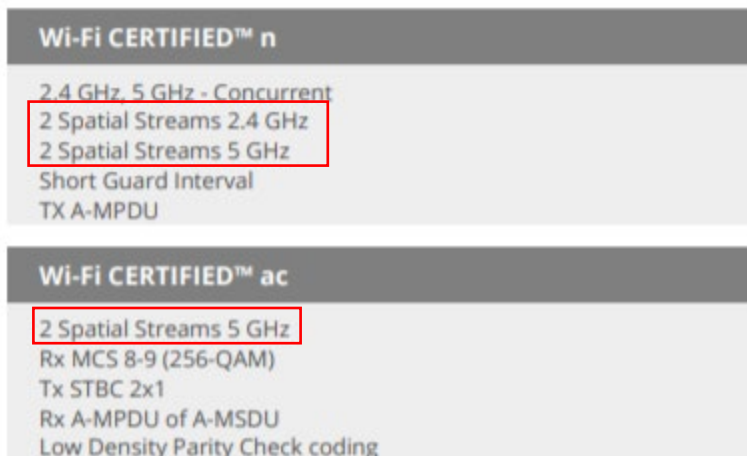 Wi-Fi CERTIFIED™ n
2.4 GHz, 5 GHz - Concurrent
2 Spatial Streams 2.4 GHz
2 Spatial Streams 5 GHz
Short Guard Interval
TX A-MPDU
Wi-Fi CERTIFIED™ ac
2 Spatial Streams 5 GHz
Rx MCS 8-9 (256-QAM)
Tx STBC 2x1
Rx A-MPDU of A-MSDU
Low Density Parity Check coding